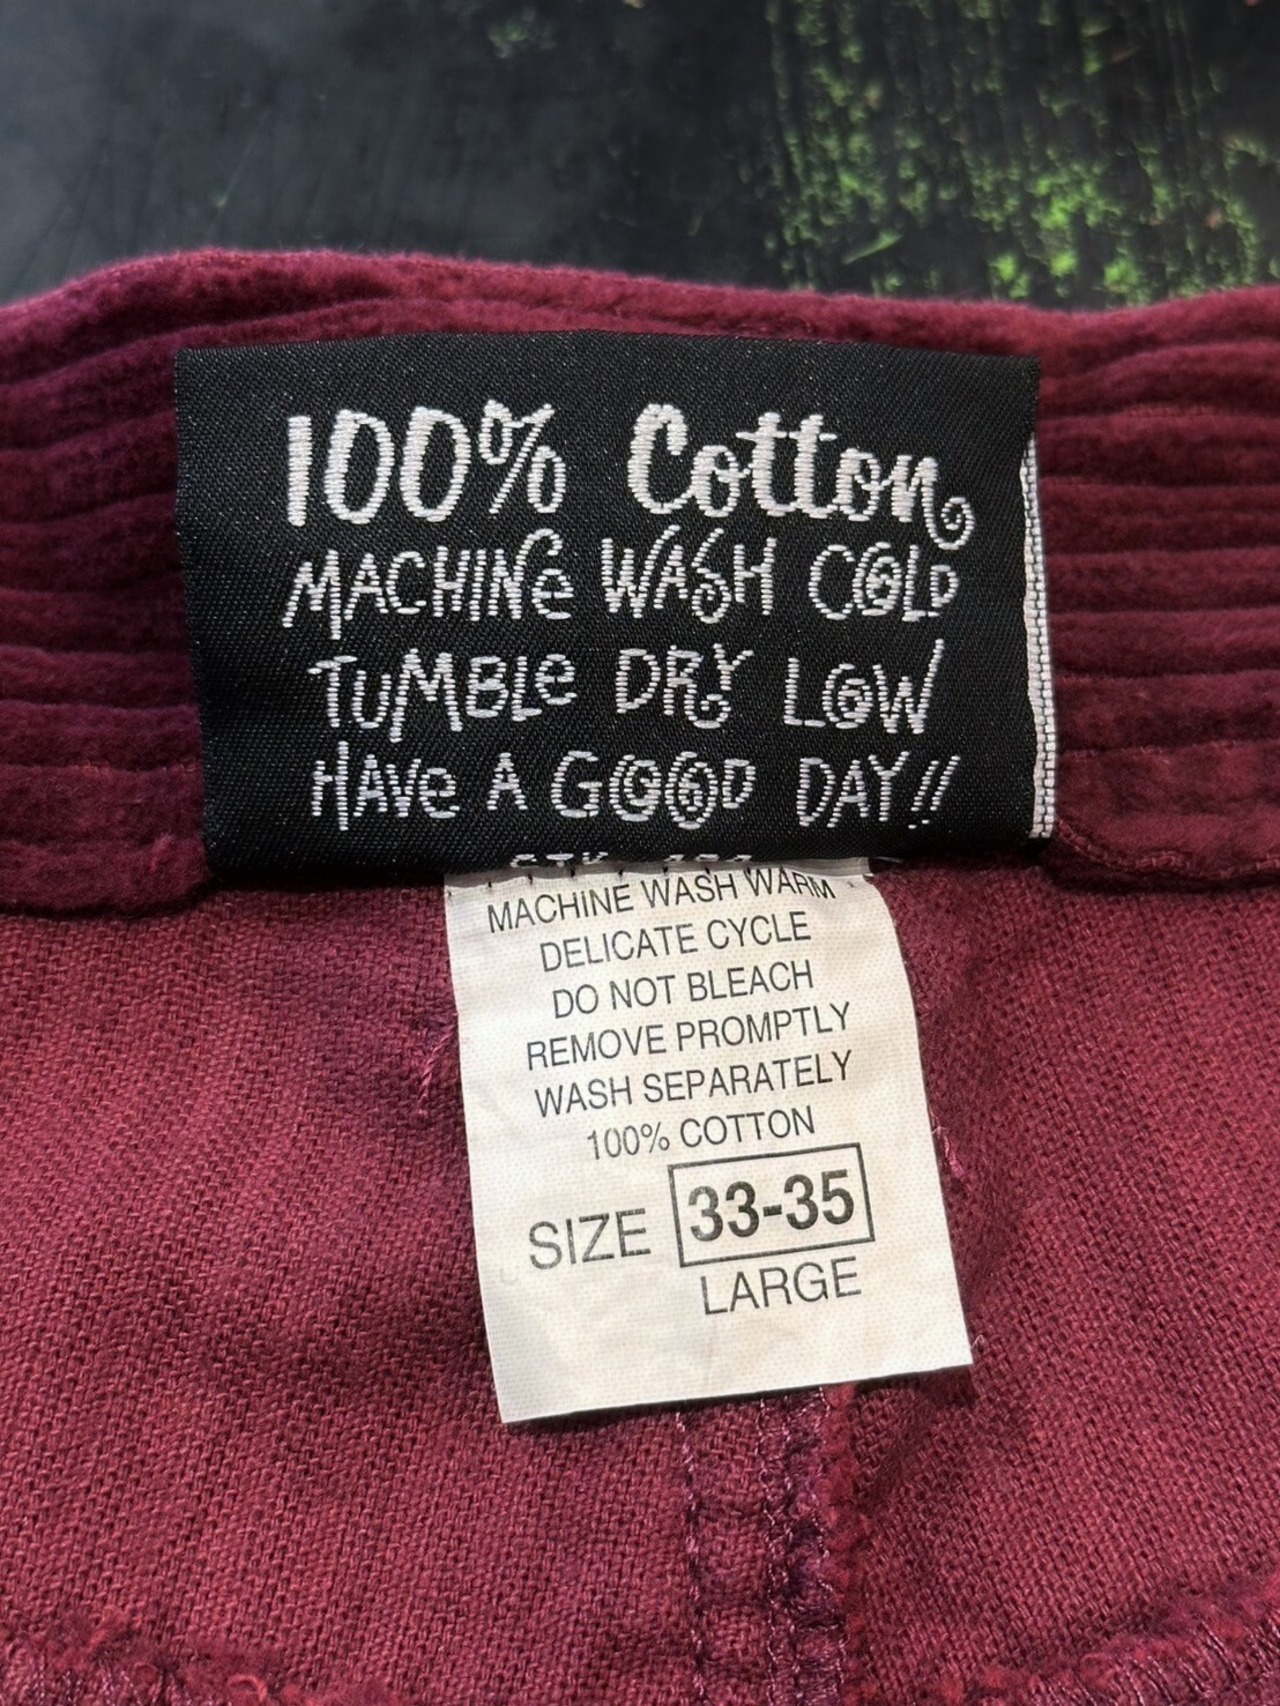 100% Cotton
MACHINe WASH COLD
TUMBLe DRY LOW
HAVe A GOOD DAY!!
MACHINE WASH WARM
DELICATE CYCLE
DO NOT BLEACH
REMOVE PROMPTLY
WASH SEPARATELY
100% COTTON
SIZE 33-35
LARGE